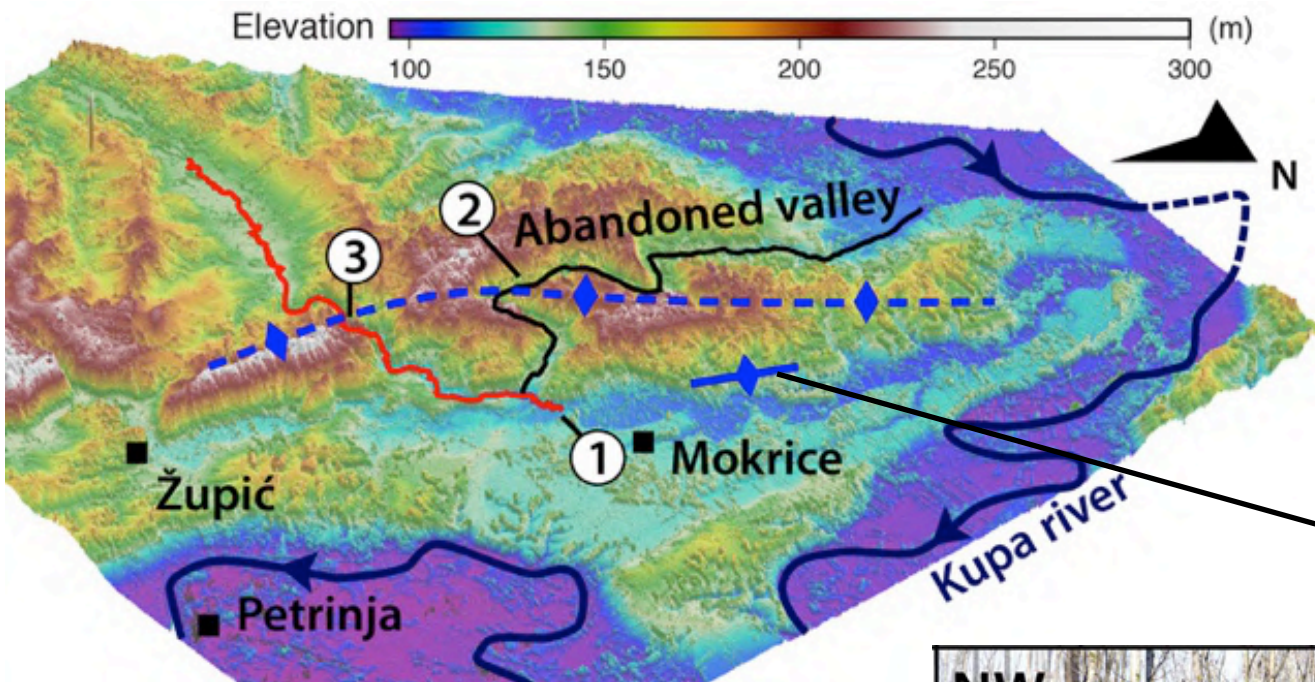 Elevation (m)
100 150 200 250 300
N
2
Abandoned valley
3
1
Mokrice
Župić
Kupa river
Petrinja
NW